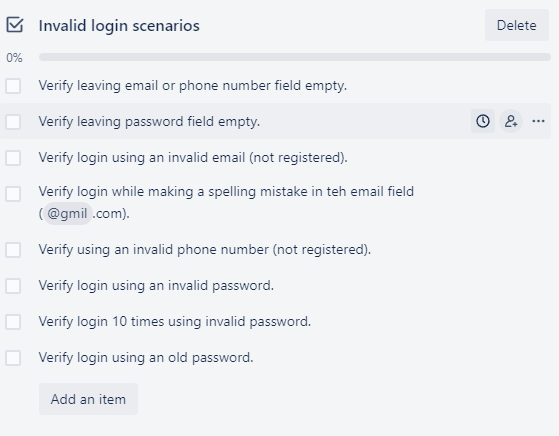 Invalid login scenarios
Delete
0%
Verify leaving email or phone number field empty.
Verify leaving password field empty.
Verify login using an invalid email (not registered).
Verify login while making a spelling mistake in teh email field
(@gmil.com).
Verify using an invalid phone number (not registered).
Verify login using an invalid password.
Verify login 10 times using invalid password.
Verify login using an old password.
Add an item